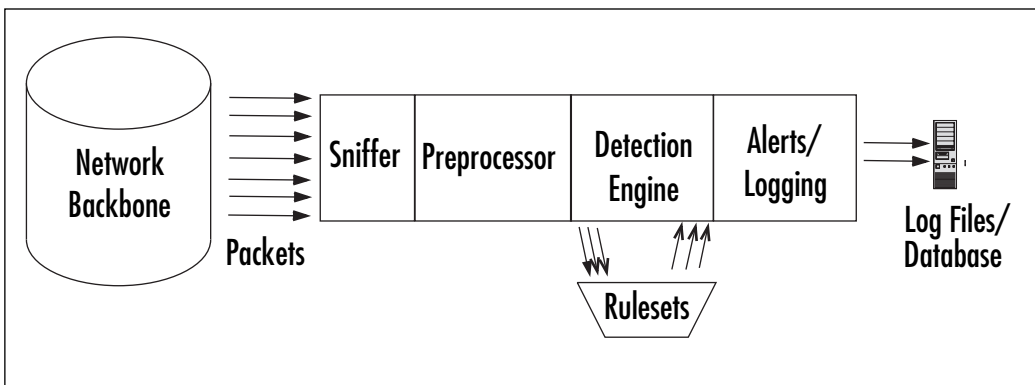 Network
Backbone
Packets
Sniffer
Preprocessor
Detection
Engine
Alerts/
Logging
Rulesets
Log Files/
Database